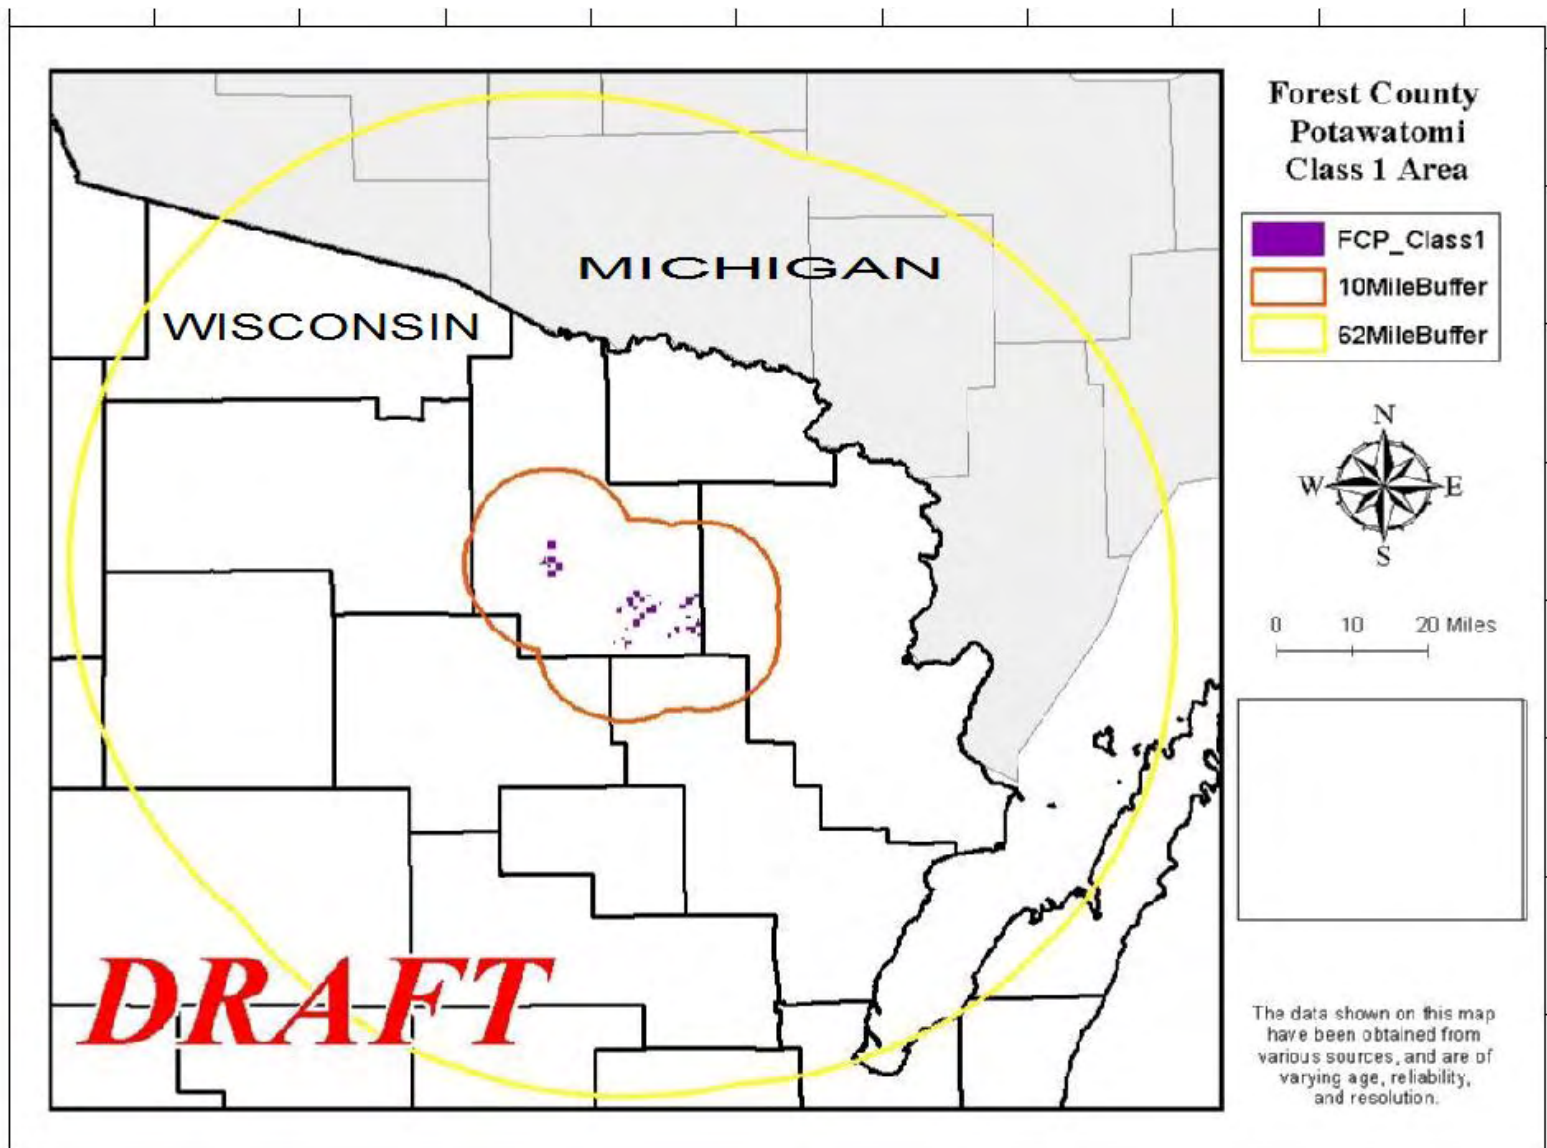 Forest County
Potawatomi
Class 1 Area
FCP_Class1
10MileBuffer
62MileBuffer
MICHIGAN
WISCONSIN
N
W E
S
0 10 20 Miles
DRAFT
The data shown on this map
have been obtained from
various sources, and are of
varying age, reliability,
and resolution.